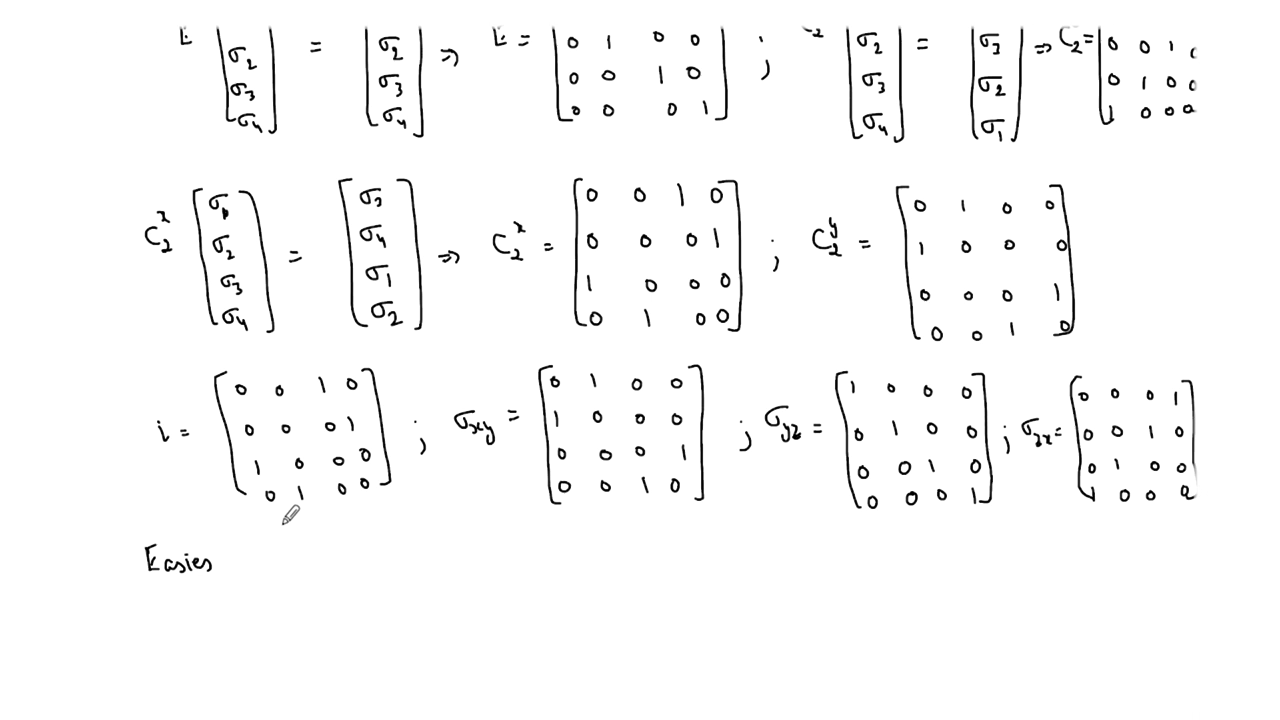 E [ σ2 σ3 σ4 ] = [ σ2 σ3 σ4 ] ⇒ E = [ 0 1 0 0 / 0 0 1 0 / 0 0 0 1 ] ; 2 [ σ2 σ3 σ4 ] = [ σ3 σ2 σ1 ] ⇒ C2 = [ 0 0 1 0 / 0 1 0 0 / 1 0 0 0 ]
C2^x [ σ1 σ2 σ3 σ4 ] = [ σ3 σ4 σ1 σ2 ] ⇒ C2^x = [ 0 0 1 0 / 0 0 0 1 / 1 0 0 0 / 0 1 0 0 ] ; C2^y = [ 0 1 0 0 / 1 0 0 0 / 0 0 0 1 / 0 0 1 0 ]
i = [ 0 0 1 0 / 0 0 0 1 / 1 0 0 0 / 0 1 0 0 ] ; σxy = [ 0 1 0 0 / 1 0 0 0 / 0 0 0 1 / 0 0 1 0 ] ; σyz = [ 1 0 0 0 / 0 1 0 0 / 0 0 1 0 / 0 0 0 1 ] ; σzx = [ 0 0 0 1 / 0 0 1 0 / 0 1 0 0 / 1 0 0 0 ]
Easies